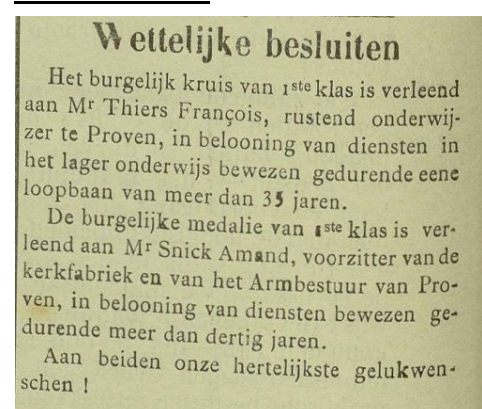 Wettelijke besluiten
Het burgelijk kruis van 1ste klas is verleend
aan Mr Thiers François, rustend onderwij-
zer te Proven, in belooning van diensten in
het lager onderwijs bewezen gedurende eene
loopbaan van meer dan 35 jaren.
De burgelijke medalie van 1ste klas is ver-
leend aan Mr Snick Amand, voorzitter van de
kerkfabriek en van het Armbestuur van Pro-
ven, in belooning van diensten bewezen ge-
durende meer dan dertig jaren.
Aan beiden onze hertelijkste gelukwen-
schen !